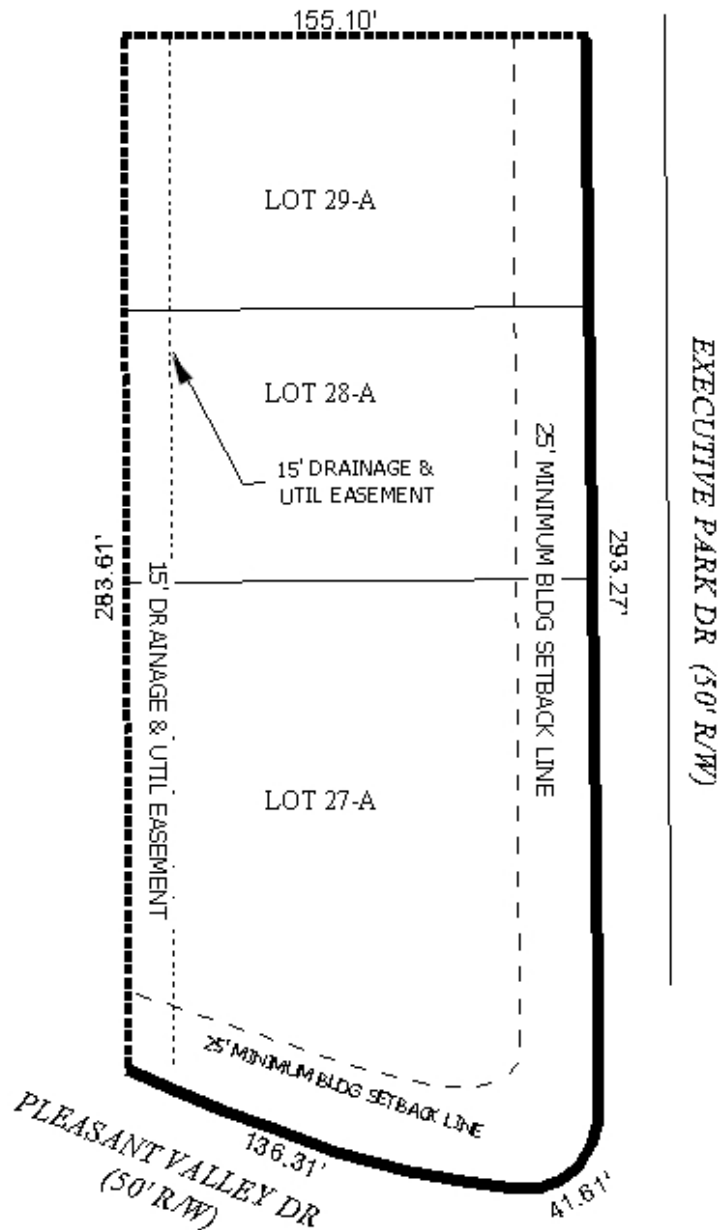 155.10'
LOT 29-A
LOT 28-A
15' DRAINAGE &
UTIL EASEMENT
25' MINIMUM BLDG SETBACK LINE
EXECUTIVE PARK DR (50' R/W)
283.61'
293.27'
15' DRAINAGE & UTIL EASEMENT
LOT 27-A
25' MINIMUM BLDG SETBACK LINE
PLEASANT VALLEY DR
(50' R/W)
136.31'
41.61'